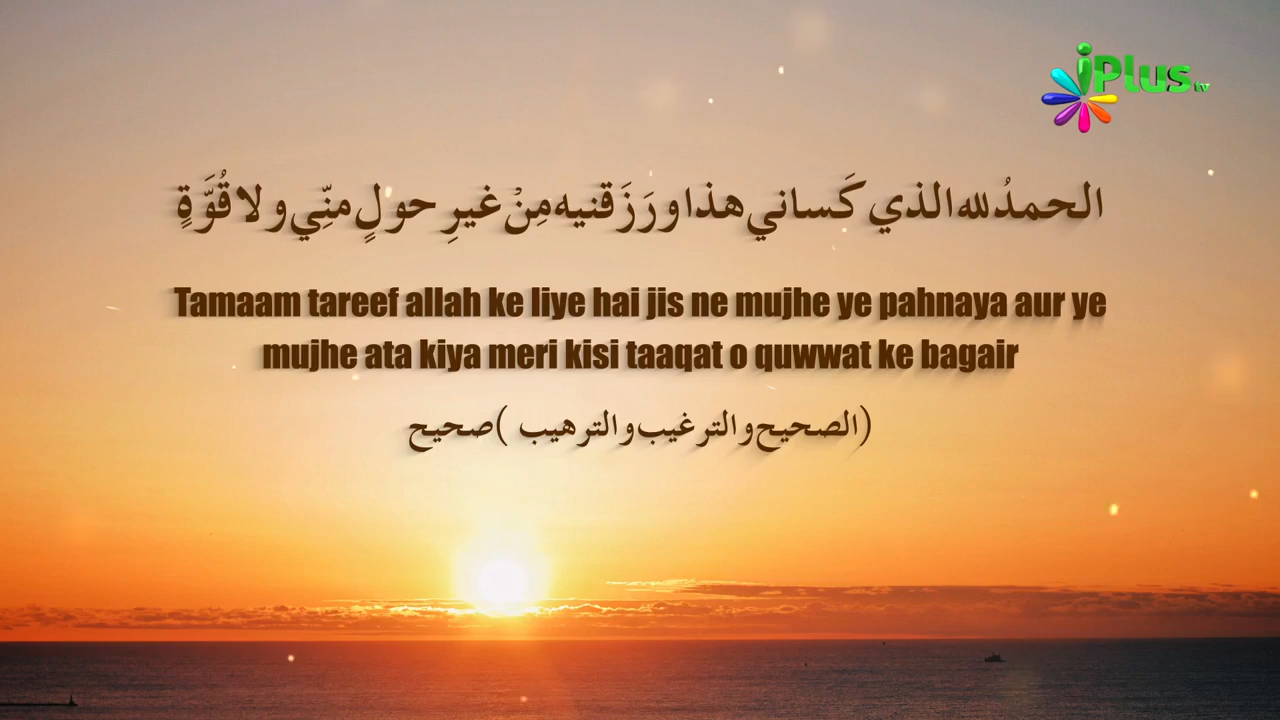 iPlus tv
الحمدُ لله الذي كَساني هذا ورَزَقنيه مِنْ غيرِ حولٍ منِّي ولا قُوَّةٍ
Tamaam tareef allah ke liye hai jis ne mujhe ye pahnaya aur ye
mujhe ata kiya meri kisi taaqat o quwwat ke bagair
(الصحيح والترغيب والترهيب )صحيح